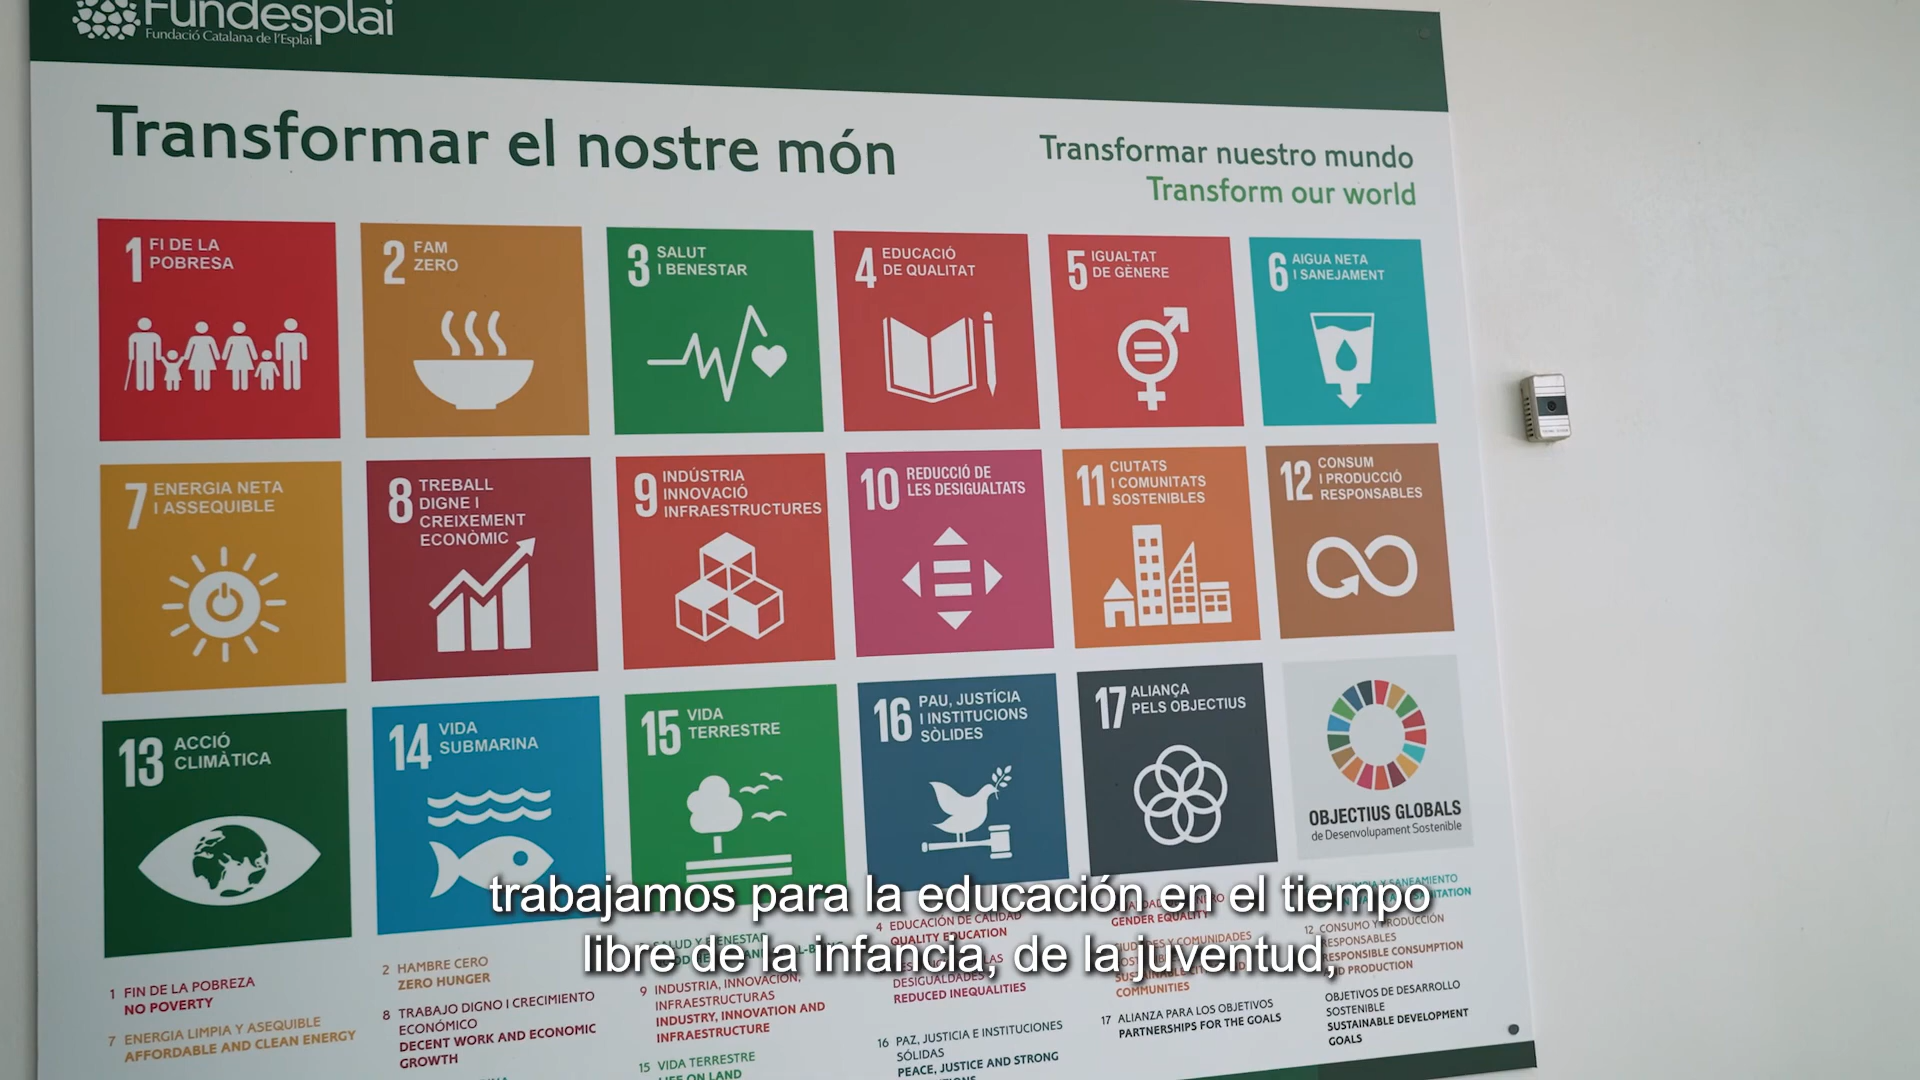 Fundesplai
Fundació Catalana de l'Esplai
Transformar el nostre món
Transformar nuestro mundo
Transform our world
1 FI DE LA
POBRESA
2 FAM
ZERO
3 SALUT
I BENESTAR
4 EDUCACIÓ
DE QUALITAT
5 IGUALTAT
DE GÈNERE
6 AIGUA NETA
I SANEJAMENT
7 ENERGIA NETA
I ASSEQUIBLE
8 TREBALL
DIGNE I
CREIXEMENT
ECONÒMIC
9 INDÚSTRIA
INNOVACIÓ
INFRAESTRUCTURES
10 REDUCCIÓ DE
LES DESIGUALTATS
11 CIUTATS
I COMUNITATS
SOSTENIBLES
12 CONSUM
I PRODUCCIÓ
RESPONSABLES
13 ACCIÓ
CLIMÀTICA
14 VIDA
SUBMARINA
15 VIDA
TERRESTRE
16 PAU, JUSTÍCIA
I INSTITUCIONS
SÒLIDES
17 ALIANÇA
PELS OBJECTIUS
OBJECTIUS GLOBALS
de Desenvolupament Sostenible
trabajamos para la educación en el tiempo
libre de la infancia, de la juventud,
1 FIN DE LA POBREZA
NO POVERTY
7 ENERGIA LIMPIA Y ASEQUIBLE
AFFORDABLE AND CLEAN ENERGY
2 HAMBRE CERO
ZERO HUNGER
8 TRABAJO DIGNO I CRECIMIENTO
ECONÓMICO
DECENT WORK AND ECONOMIC
GROWTH
SALUD Y BIENESTAR
9 INDUSTRIA, INNOVACIÓN,
INFRAESTRUCTURAS
INDUSTRY, INNOVATION AND
INFRAESTRUCTURE
15 VIDA TERRESTRE
LIFE ON LAND
4 EDUCACIÓN DE CALIDAD
QUALITY EDUCATION
DESIGUALDADES
REDUCED INEQUALITIES
16 PAZ, JUSTICIA E INSTITUCIONES
SÓLIDAS
PEACE, JUSTICE AND STRONG
GENDER EQUALITY
CIUDADES Y COMUNIDADES
COMMUNITIES
17 ALIANZA PARA LOS OBJETIVOS
PARTNERSHIPS FOR THE GOALS
Y SANEAMIENTO
12 CONSUMO Y PRODUCCIÓN
RESPONSABLES
RESPONSIBLE CONSUMPTION
AND PRODUCTION
OBJETIVOS DE DESARROLLO
SOSTENIBLE
SUSTAINABLE DEVELOPMENT
GOALS